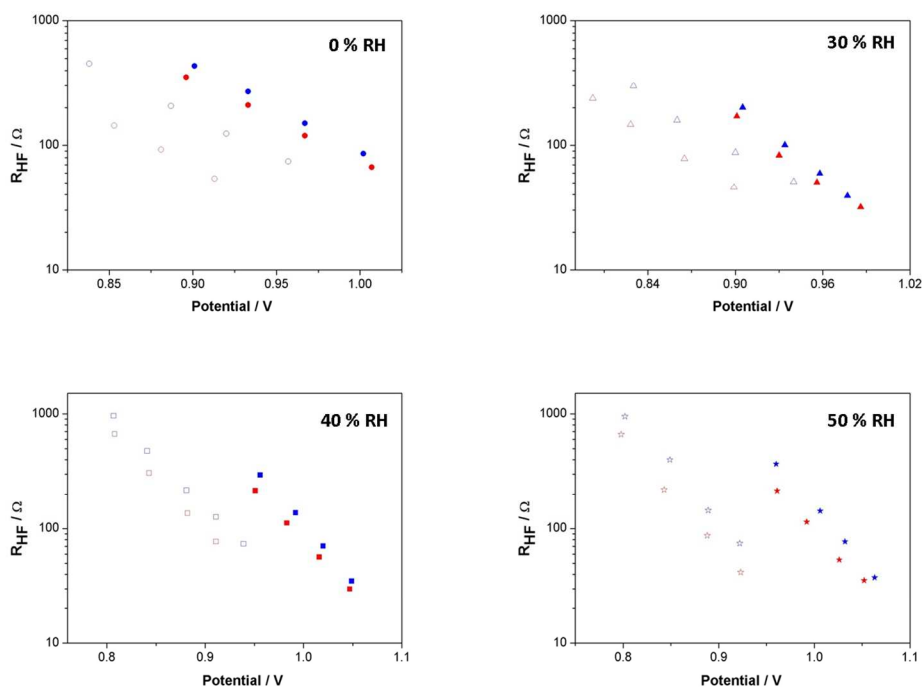 1000
100
10
R_HF / Ω
0 % RH
0.85 0.90 0.95 1.00
Potential / V
1000
100
10
R_HF / Ω
30 % RH
0.84 0.90 0.96 1.02
Potential / V
1000
100
10
R_HF / Ω
40 % RH
0.8 0.9 1.0 1.1
Potential / V
1000
100
10
R_HF / Ω
50 % RH
0.8 0.9 1.0 1.1
Potential / V